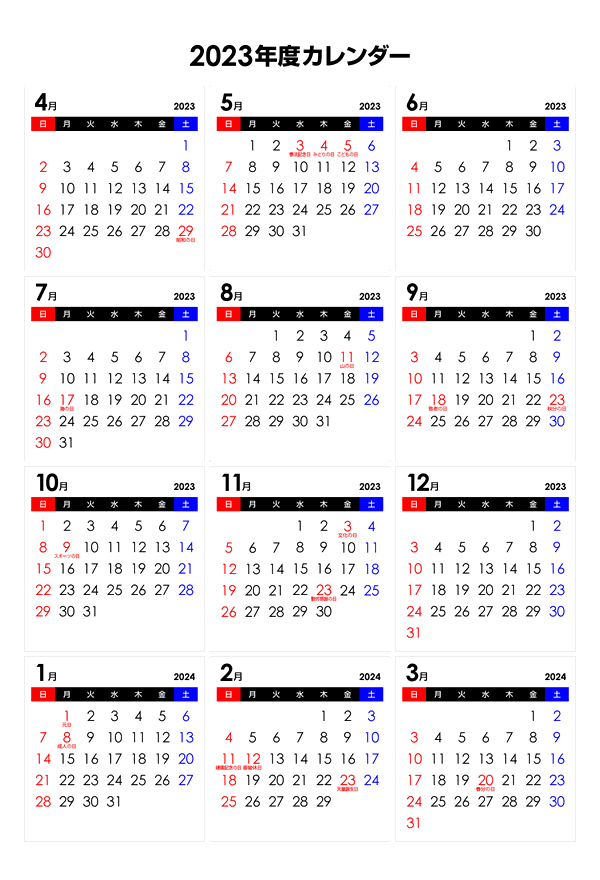 2023年度カレンダー
4月 2023
日 月 火 水 木 金 土
1
2 3 4 5 6 7 8
9 10 11 12 13 14 15
16 17 18 19 20 21 22
23 24 25 26 27 28 29
昭和の日
30
5月 2023
日 月 火 水 木 金 土
1 2 3 4 5 6
憲法記念日 みどりの日 こどもの日
7 8 9 10 11 12 13
14 15 16 17 18 19 20
21 22 23 24 25 26 27
28 29 30 31
6月 2023
日 月 火 水 木 金 土
1 2 3
4 5 6 7 8 9 10
11 12 13 14 15 16 17
18 19 20 21 22 23 24
25 26 27 28 29 30
7月 2023
日 月 火 水 木 金 土
1
2 3 4 5 6 7 8
9 10 11 12 13 14 15
16 17 18 19 20 21 22
海の日
23 24 25 26 27 28 29
30 31
8月 2023
日 月 火 水 木 金 土
1 2 3 4 5
6 7 8 9 10 11 12
山の日
13 14 15 16 17 18 19
20 21 22 23 24 25 26
27 28 29 30 31
9月 2023
日 月 火 水 木 金 土
1 2
3 4 5 6 7 8 9
10 11 12 13 14 15 16
17 18 19 20 21 22 23
敬老の日 秋分の日
24 25 26 27 28 29 30
10月 2023
日 月 火 水 木 金 土
1 2 3 4 5 6 7
8 9 10 11 12 13 14
スポーツの日
15 16 17 18 19 20 21
22 23 24 25 26 27 28
29 30 31
11月 2023
日 月 火 水 木 金 土
1 2 3 4
文化の日
5 6 7 8 9 10 11
12 13 14 15 16 17 18
19 20 21 22 23 24 25
勤労感謝の日
26 27 28 29 30
12月 2023
日 月 火 水 木 金 土
1 2
3 4 5 6 7 8 9
10 11 12 13 14 15 16
17 18 19 20 21 22 23
24 25 26 27 28 29 30
31
1月 2024
日 月 火 水 木 金 土
1 2 3 4 5 6
元旦
7 8 9 10 11 12 13
成人の日
14 15 16 17 18 19 20
21 22 23 24 25 26 27
28 29 30 31
2月 2024
日 月 火 水 木 金 土
1 2 3
4 5 6 7 8 9 10
11 12 13 14 15 16 17
建国記念の日 振替休日
18 19 20 21 22 23 24
天皇誕生日
25 26 27 28 29
3月 2024
日 月 火 水 木 金 土
1 2
3 4 5 6 7 8 9
10 11 12 13 14 15 16
17 18 19 20 21 22 23
春分の日
24 25 26 27 28 29 30
31